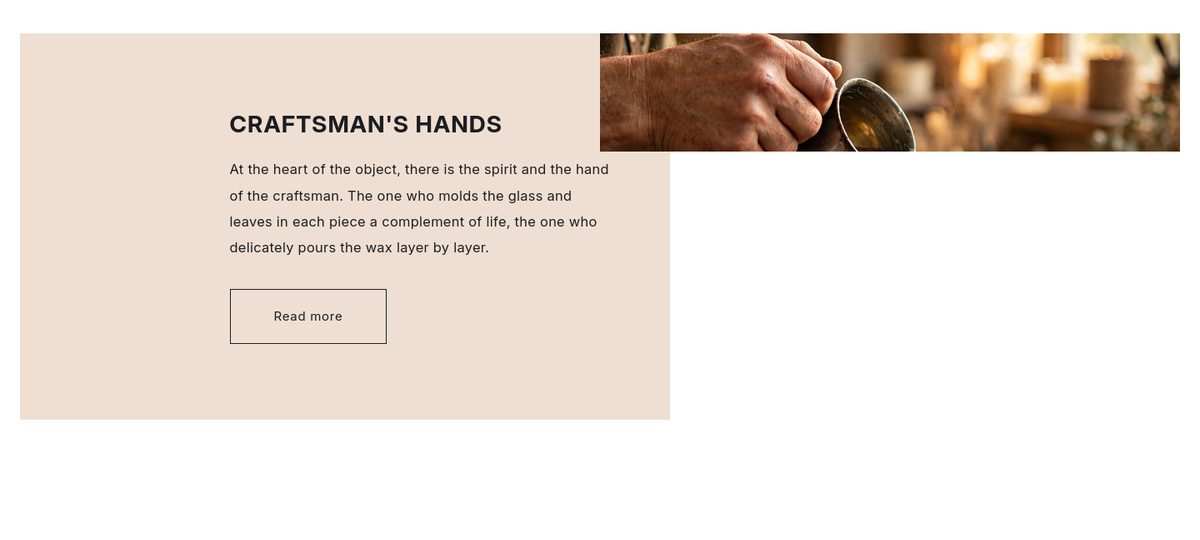 CRAFTSMAN'S HANDS
At the heart of the object, there is the spirit and the hand
of the craftsman. The one who molds the glass and
leaves in each piece a complement of life, the one who
delicately pours the wax layer by layer.
Read more